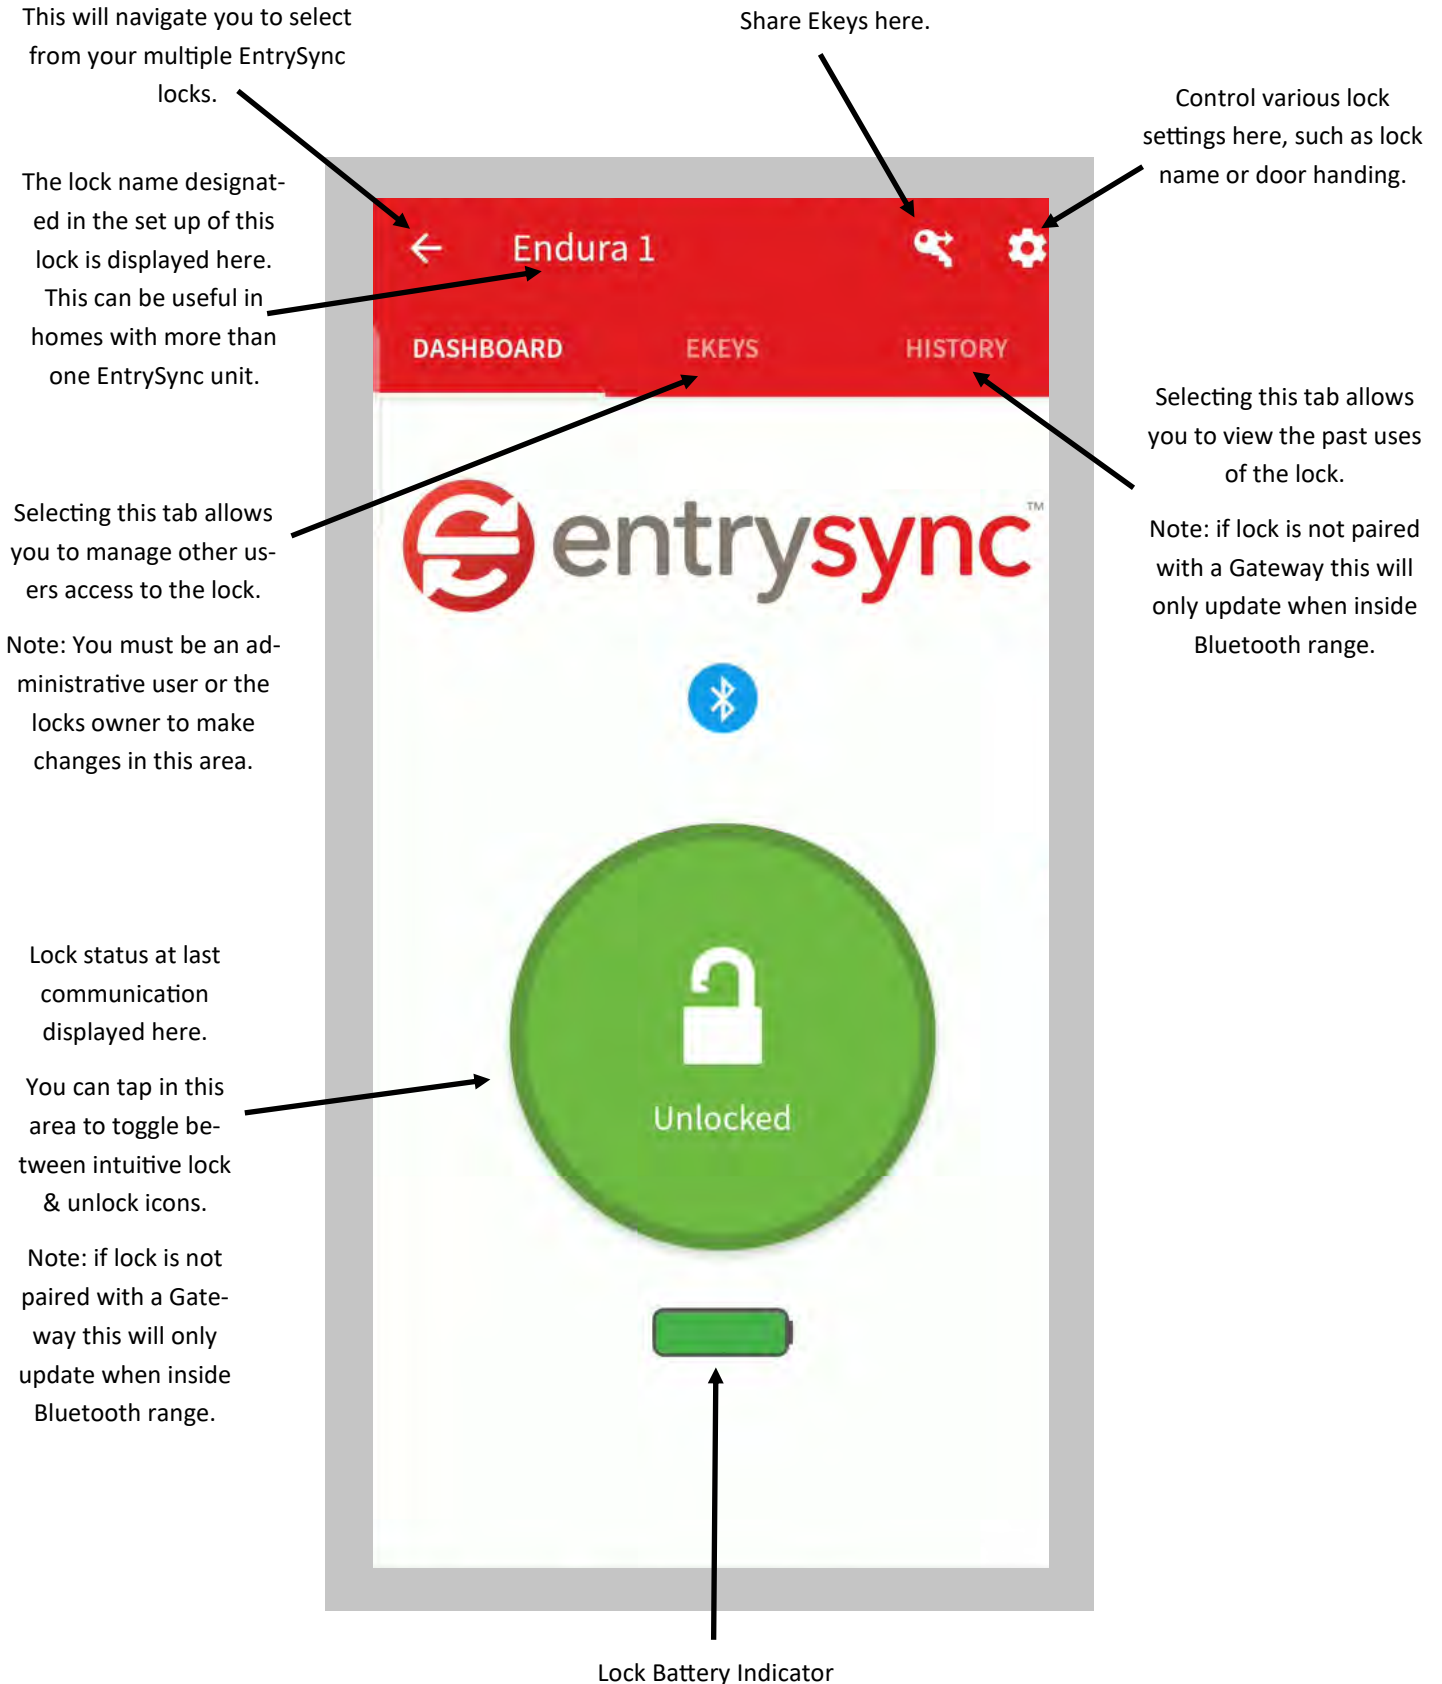 This will navigate you to select
from your multiple EntrySync
locks.
Share Ekeys here.
Control various lock
settings here, such as lock
name or door handing.
The lock name designat-
ed in the set up of this
lock is displayed here.
This can be useful in
homes with more than
one EntrySync unit.
Endura 1
DASHBOARD
EKEYS
HISTORY
Selecting this tab allows
you to view the past uses
of the lock.
Note: if lock is not paired
with a Gateway this will
only update when inside
Bluetooth range.
Selecting this tab allows
you to manage other us-
ers access to the lock.
Note: You must be an ad-
ministrative user or the
locks owner to make
changes in this area.
entrysync™
Lock status at last
communication
displayed here.
You can tap in this
area to toggle be-
tween intuitive lock
& unlock icons.
Note: if lock is not
paired with a Gate-
way this will only
update when inside
Bluetooth range.
Unlocked
Lock Battery Indicator